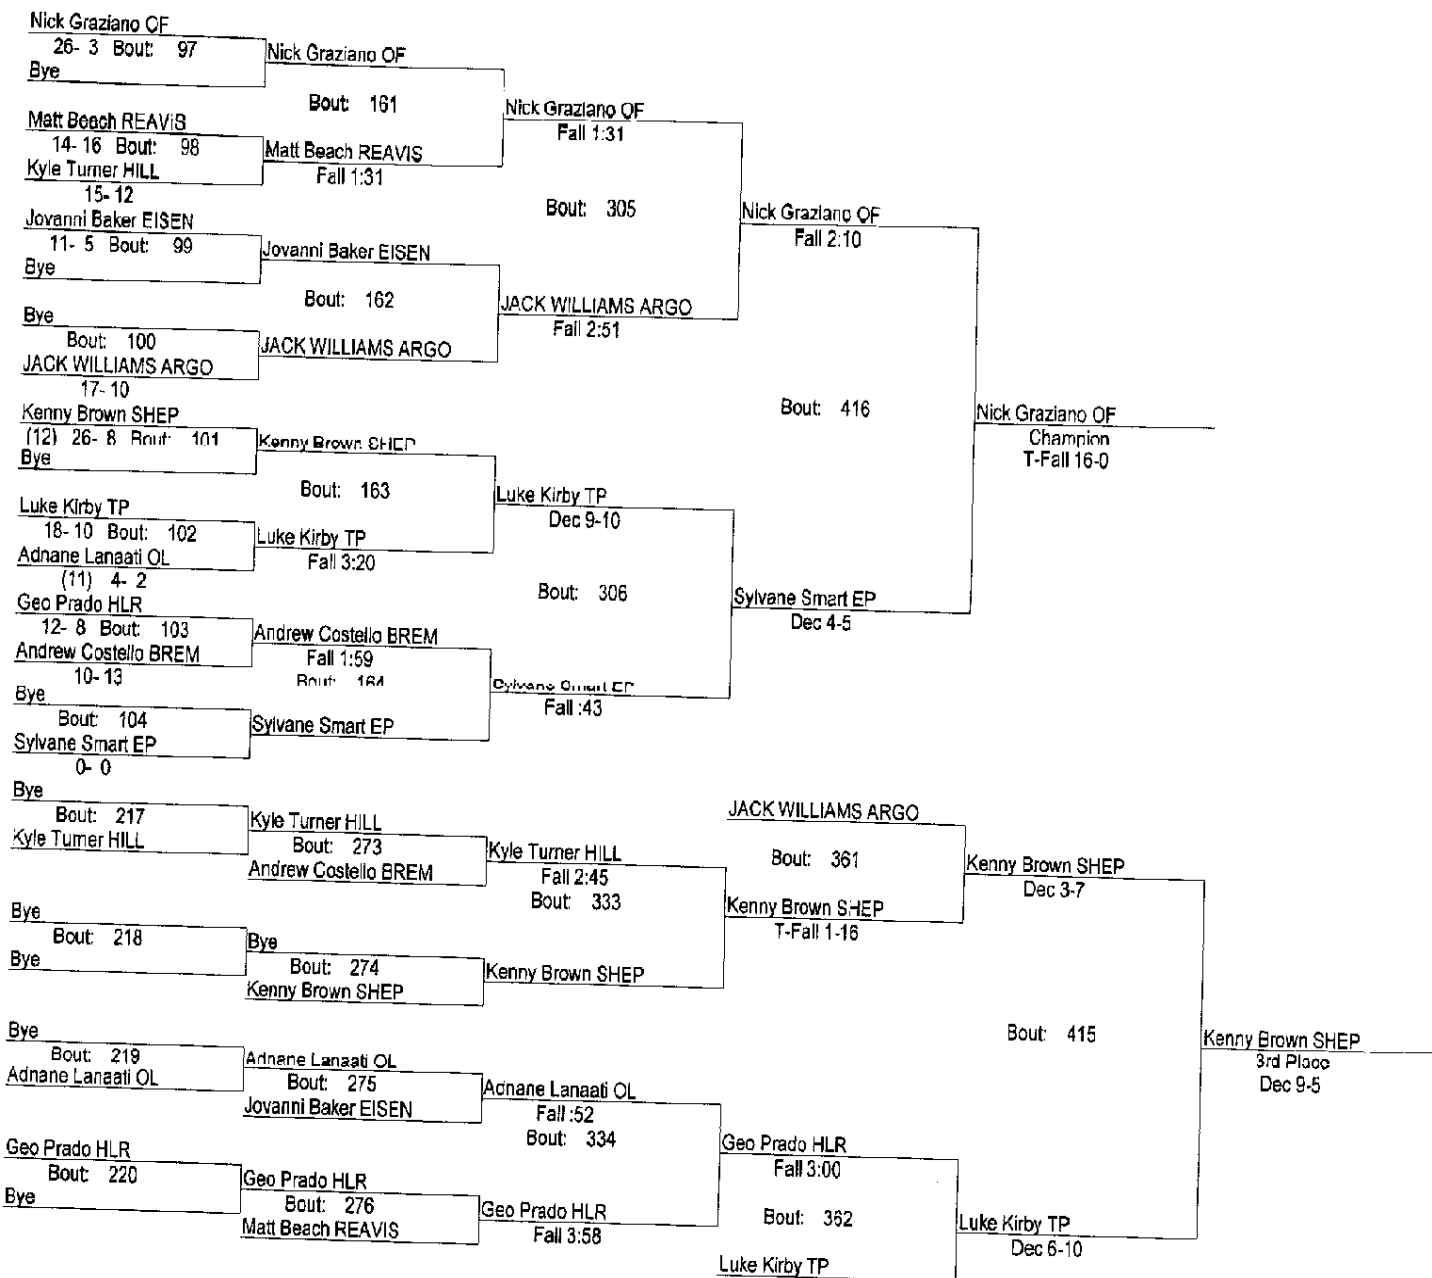 Nick Graziano OF
26- 3 Bout: 97
Bye
Nick Graziano OF
Bout: 161
Matt Beach REAVIS
14- 16 Bout: 98
Kyle Turner HILL
15- 12
Matt Beach REAVIS
Fall 1:31
Nick Graziano OF
Fall 1:31
Bout: 305
Jovanni Baker EISEN
11- 5 Bout: 99
Bye
Jovanni Baker EISEN
Bout: 162
Bye
Bout: 100
JACK WILLIAMS ARGO
17- 10
JACK WILLIAMS ARGO
JACK WILLIAMS ARGO
Fall 2:51
Nick Graziano OF
Fall 2:10
Bout: 416
Kenny Brown SHEP
(12) 26- 8 Bout: 101
Bye
Kenny Brown SHEP
Bout: 163
Luke Kirby TP
18- 10 Bout: 102
Adnane Lanaati OL
(11) 4- 2
Luke Kirby TP
Fall 3:20
Luke Kirby TP
Dec 9-10
Bout: 306
Geo Prado HLR
12- 8 Bout: 103
Andrew Costello BREM
10- 13
Andrew Costello BREM
Fall 1:59
Bout: 164
Bye
Bout: 104
Sylvane Smart EP
0- 0
Sylvane Smart EP
Sylvane Smart EP
Fall :43
Sylvane Smart EP
Dec 4-5
Nick Graziano OF
Champion
T-Fall 16-0
Bye
Bout: 217
Kyle Turner HILL
Kyle Turner HILL
Bout: 273
Andrew Costello BREM
Kyle Turner HILL
Fall 2:45
Bout: 333
Bye
Bout: 218
Bye
Bye
Bout: 274
Kenny Brown SHEP
Kenny Brown SHEP
JACK WILLIAMS ARGO
Bout: 361
Kenny Brown SHEP
T-Fall 1-16
Kenny Brown SHEP
Dec 3-7
Bout: 415
Bye
Bout: 219
Adnane Lanaati OL
Adnane Lanaati OL
Bout: 275
Jovanni Baker EISEN
Adnane Lanaati OL
Fall :52
Bout: 334
Geo Prado HLR
Bout: 220
Bye
Geo Prado HLR
Bout: 276
Matt Beach REAVIS
Geo Prado HLR
Fall 3:58
Geo Prado HLR
Fall 3:00
Bout: 362
Luke Kirby TP
Luke Kirby TP
Dec 6-10
Kenny Brown SHEP
3rd Place
Dec 9-5